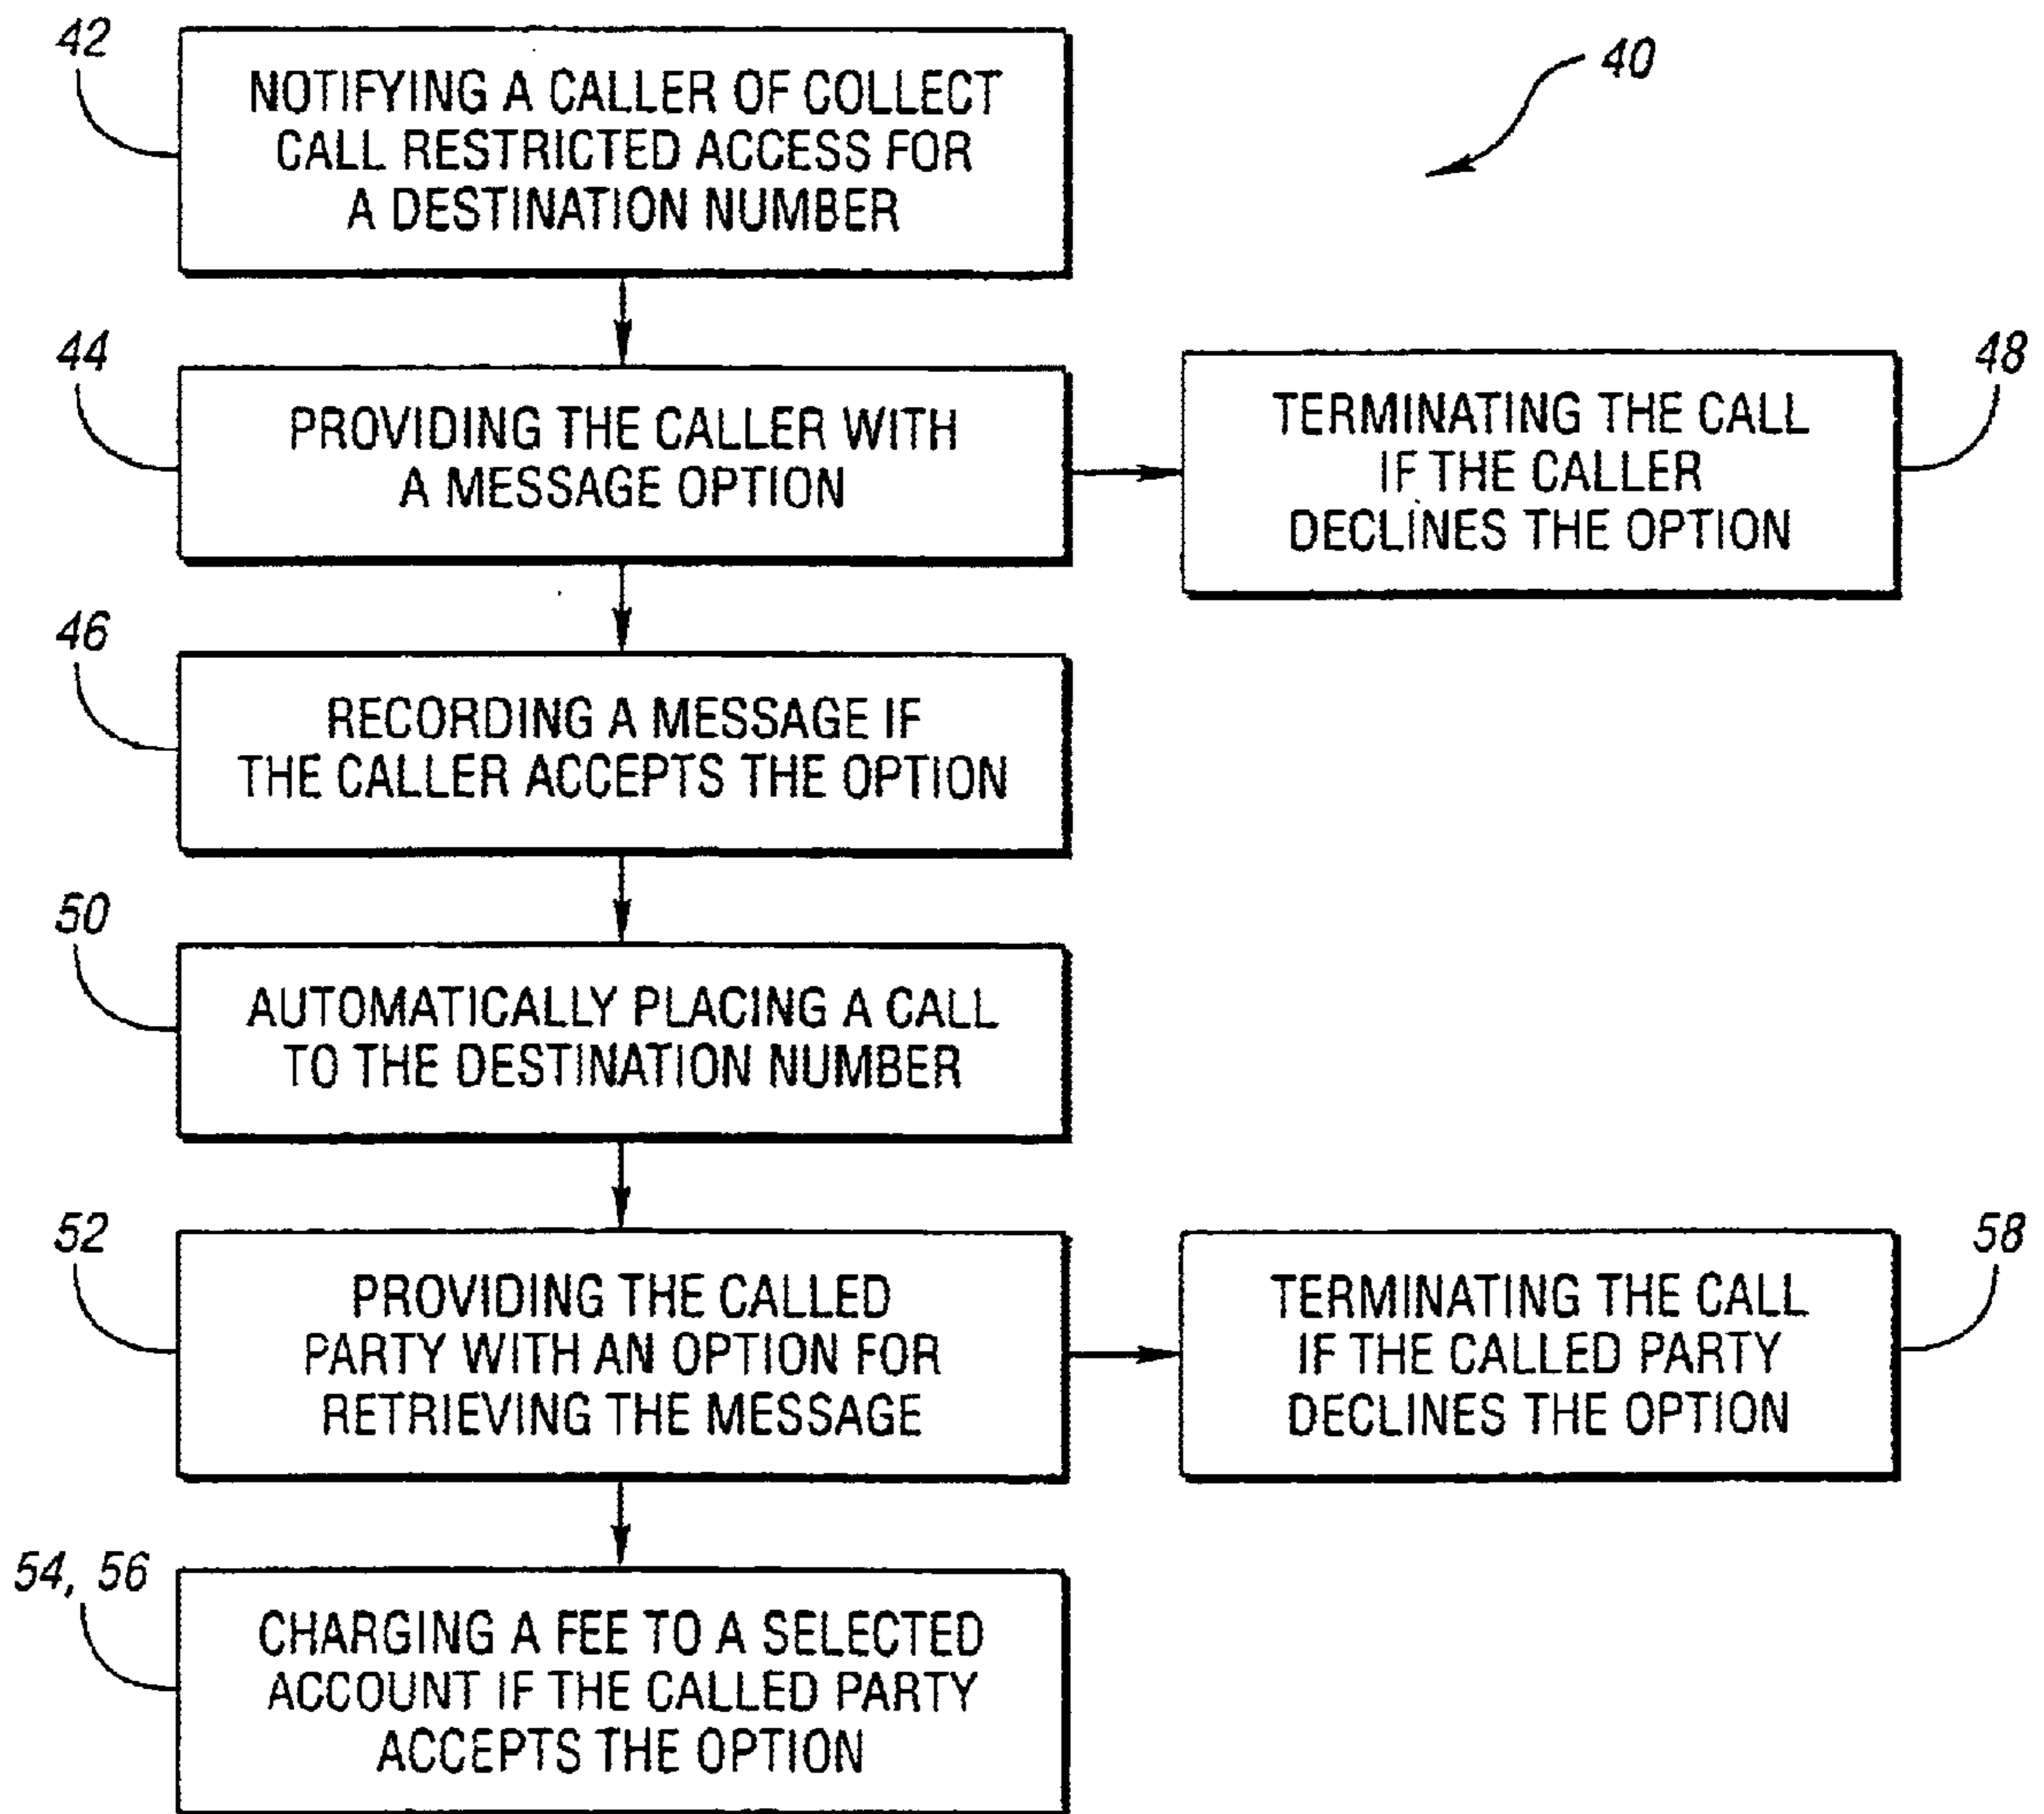 42
NOTIFYING A CALLER OF COLLECT
CALL RESTRICTED ACCESS FOR
A DESTINATION NUMBER
40
44
PROVIDING THE CALLER WITH
A MESSAGE OPTION
TERMINATING THE CALL
IF THE CALLER
DECLINES THE OPTION
48
46
RECORDING A MESSAGE IF
THE CALLER ACCEPTS THE OPTION
50
AUTOMATICALLY PLACING A CALL
TO THE DESTINATION NUMBER
52
PROVIDING THE CALLED
PARTY WITH AN OPTION FOR
RETRIEVING THE MESSAGE
TERMINATING THE CALL
IF THE CALLED PARTY
DECLINES THE OPTION
58
54, 56
CHARGING A FEE TO A SELECTED
ACCOUNT IF THE CALLED PARTY
ACCEPTS THE OPTION